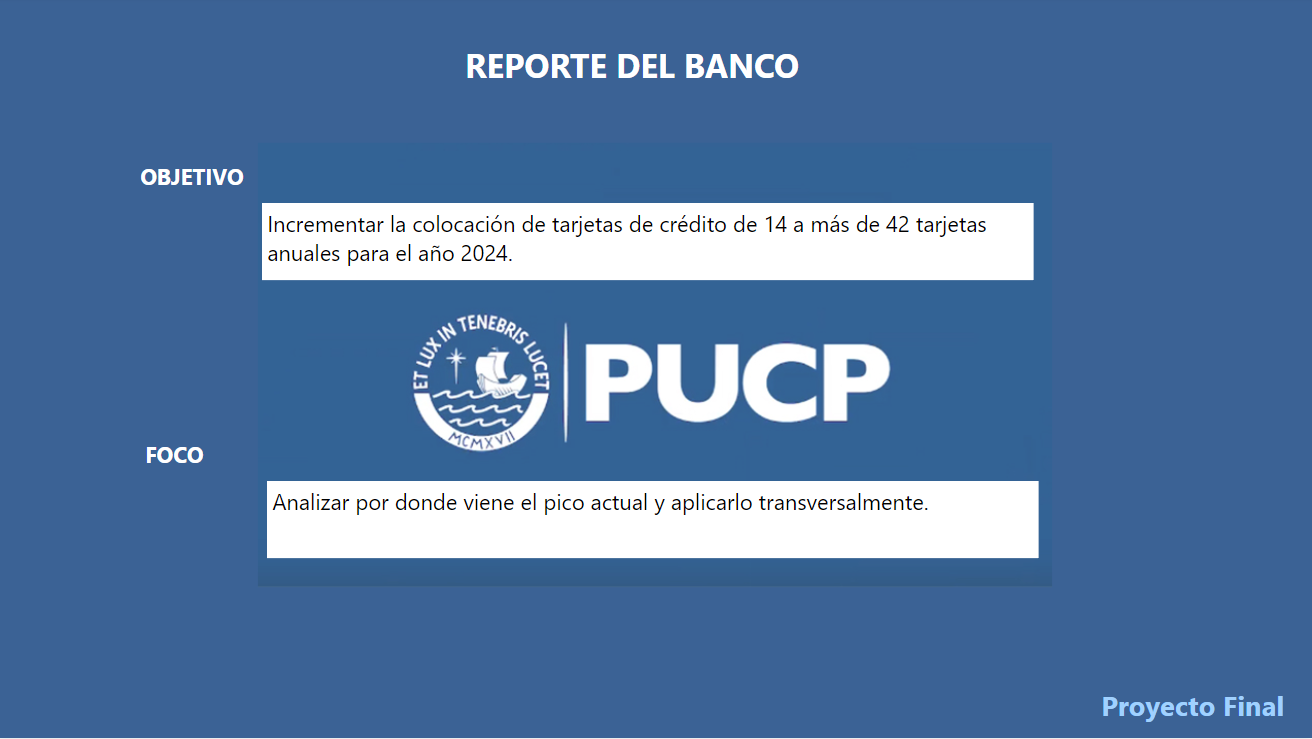 REPORTE DEL BANCO
OBJETIVO
Incrementar la colocación de tarjetas de crédito de 14 a más de 42 tarjetas
anuales para el año 2024.
ET LUX IN TENEBRIS LUCET
MCMXVII
PUCP
FOCO
Analizar por donde viene el pico actual y aplicarlo transversalmente.
Proyecto Final